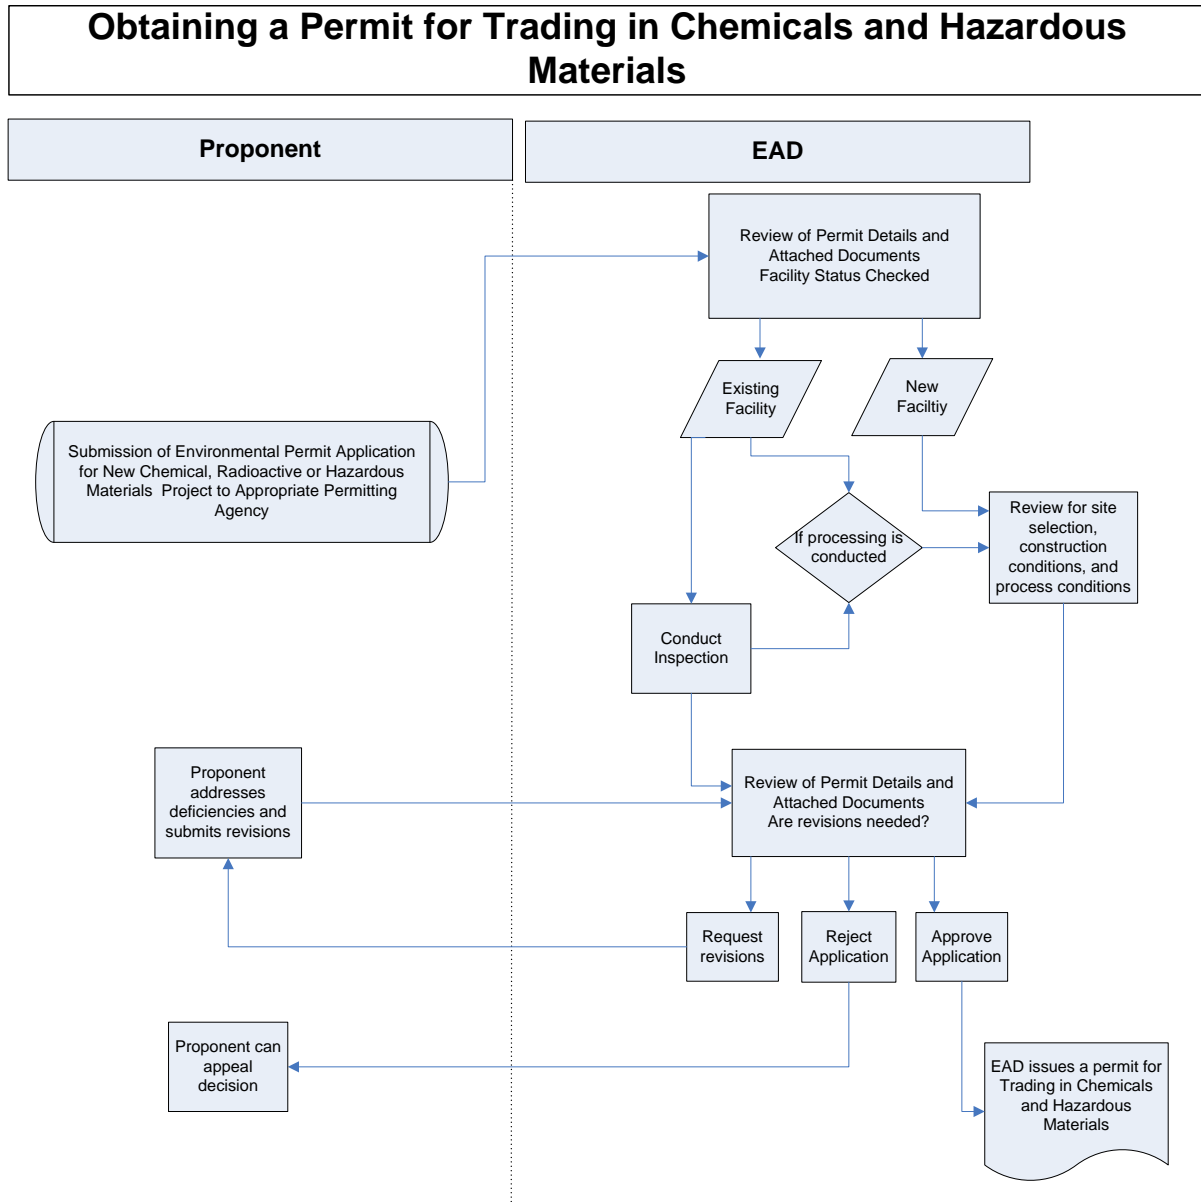 Obtaining a Permit for Trading in Chemicals and Hazardous
Materials
Proponent
EAD
Review of Permit Details and
Attached Documents
Facility Status Checked
Existing
Facility
New
Faciltiy
Submission of Environmental Permit Application
for New Chemical, Radioactive or Hazardous
Materials Project to Appropriate Permitting
Agency
If processing is
conducted
Review for site
selection,
construction
conditions, and
process conditions
Conduct
Inspection
Proponent
addresses
deficiencies and
submits revisions
Review of Permit Details and
Attached Documents
Are revisions needed?
Request
revisions
Reject
Application
Approve
Application
Proponent can
appeal
decision
EAD issues a permit for
Trading in Chemicals
and Hazardous
Materials